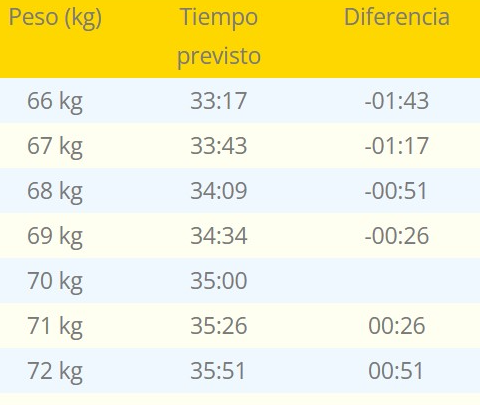 Peso (kg) Tiempo previsto Diferencia
66 kg 33:17 -01:43
67 kg 33:43 -01:17
68 kg 34:09 -00:51
69 kg 34:34 -00:26
70 kg 35:00
71 kg 35:26 00:26
72 kg 35:51 00:51